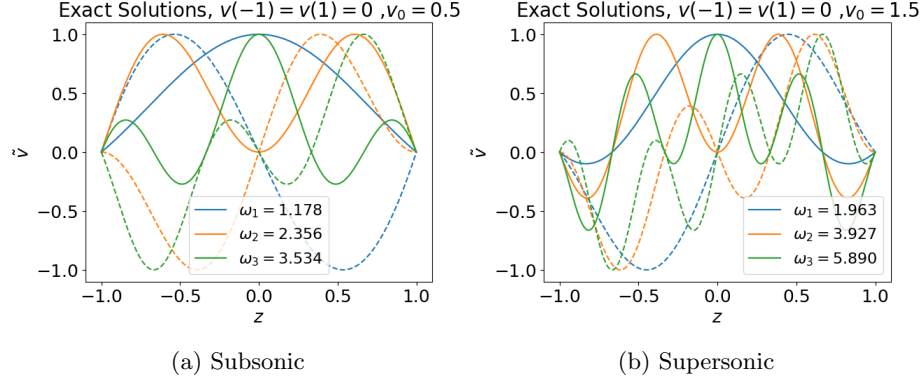 Exact Solutions, v(−1) = v(1) = 0 ,v₀ = 0.5
1.0
0.5
0.0
−0.5
−1.0
ṽ
ω₁ = 1.178
ω₂ = 2.356
ω₃ = 3.534
−1.0 −0.5 0.0 0.5 1.0
z
(a) Subsonic
Exact Solutions, v(−1) = v(1) = 0 ,v₀ = 1.5
1.0
0.5
0.0
−0.5
−1.0
ṽ
ω₁ = 1.963
ω₂ = 3.927
ω₃ = 5.890
−1.0 −0.5 0.0 0.5 1.0
z
(b) Supersonic